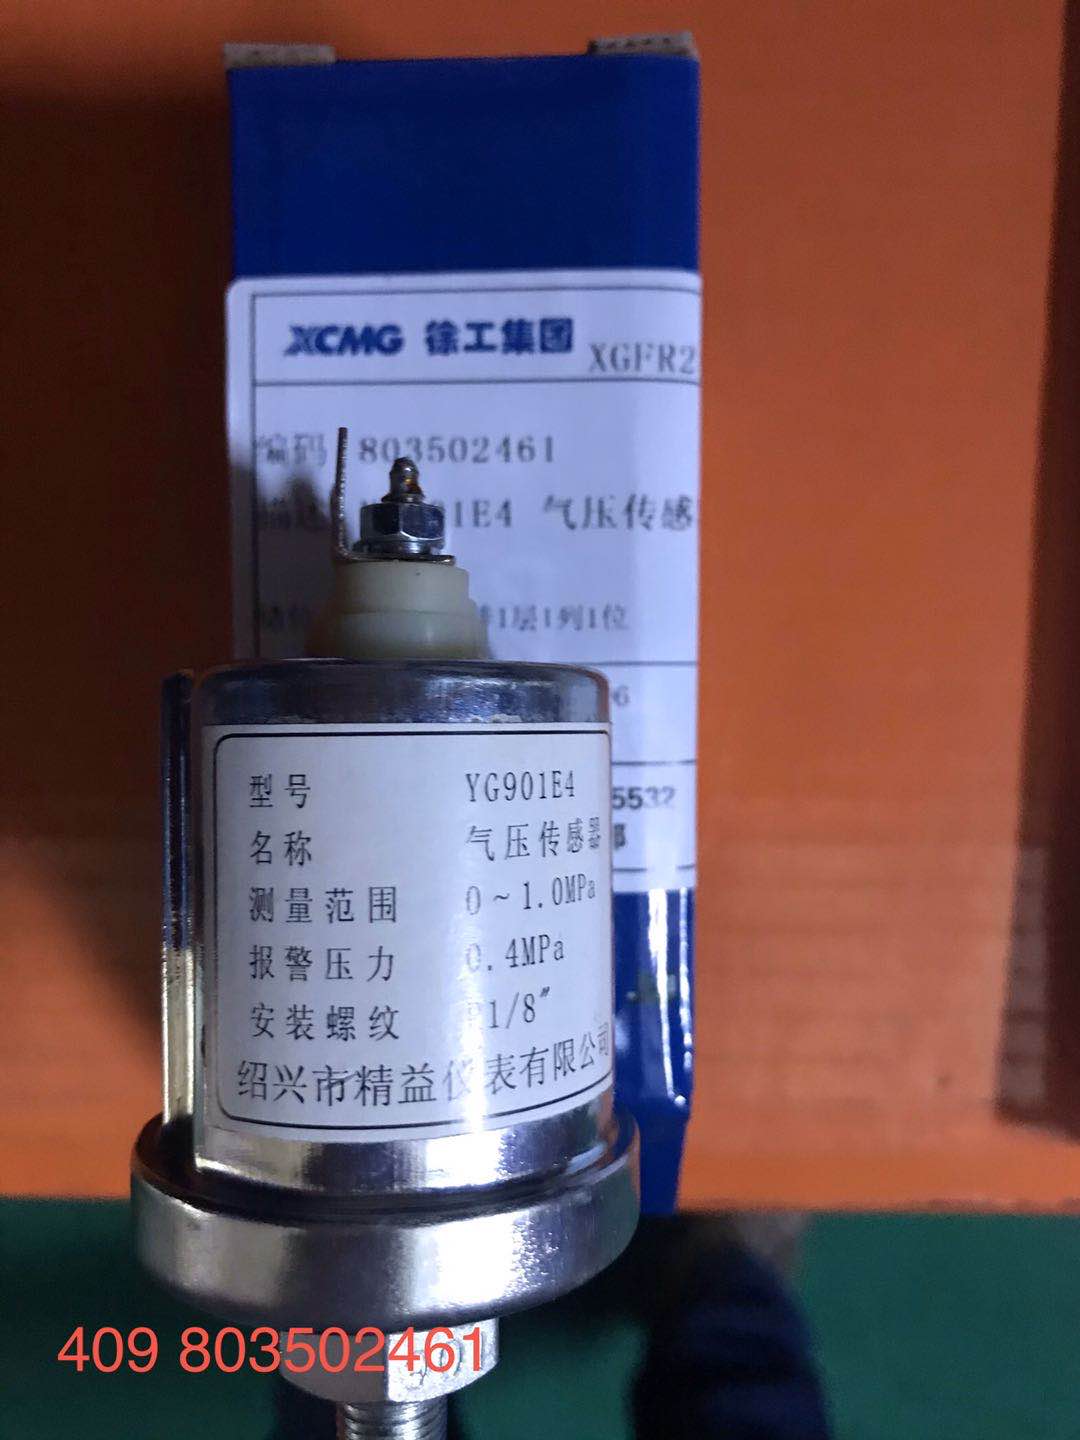 XCMG 徐工集团 XGFR2
编码 803502461
1E4 气压传感
1层1列1位
5532
型号 YG901E4
名称 气压传感器
测量范围 0~1.0MPa
报警压力 0.4MPa
安装螺纹 1/8"
绍兴市精益仪表有限公司
409 803502461